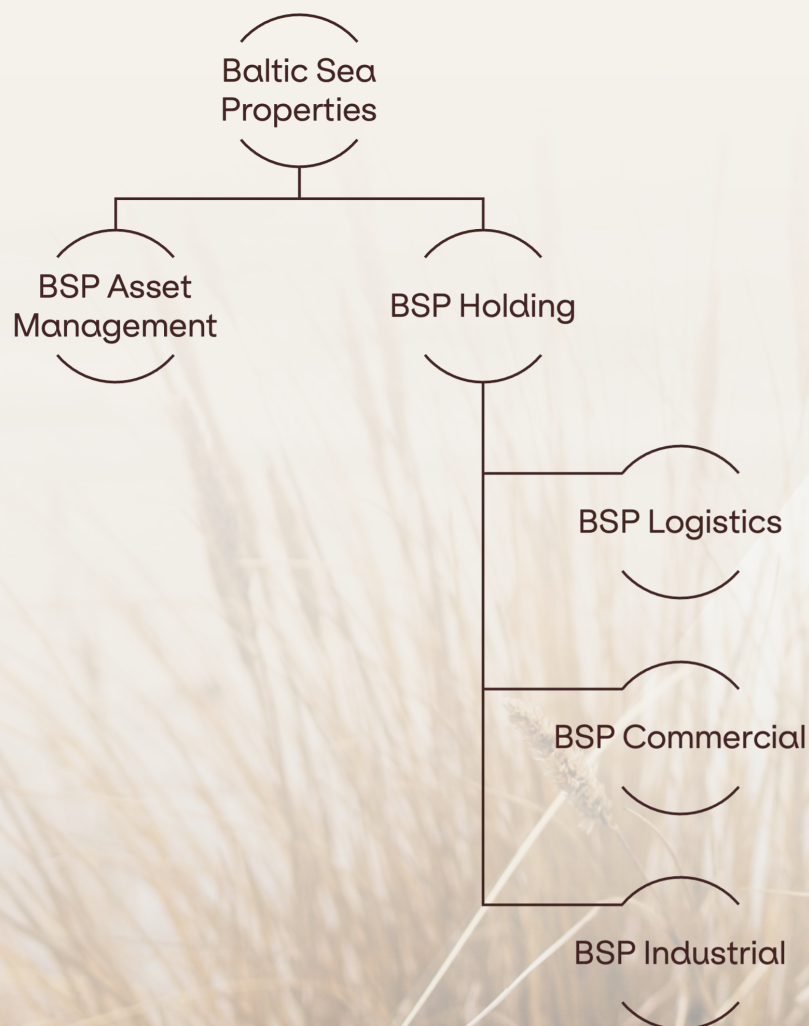 Baltic Sea
Properties
BSP Asset
Management
BSP Holding
BSP Logistics
BSP Commercial
BSP Industrial